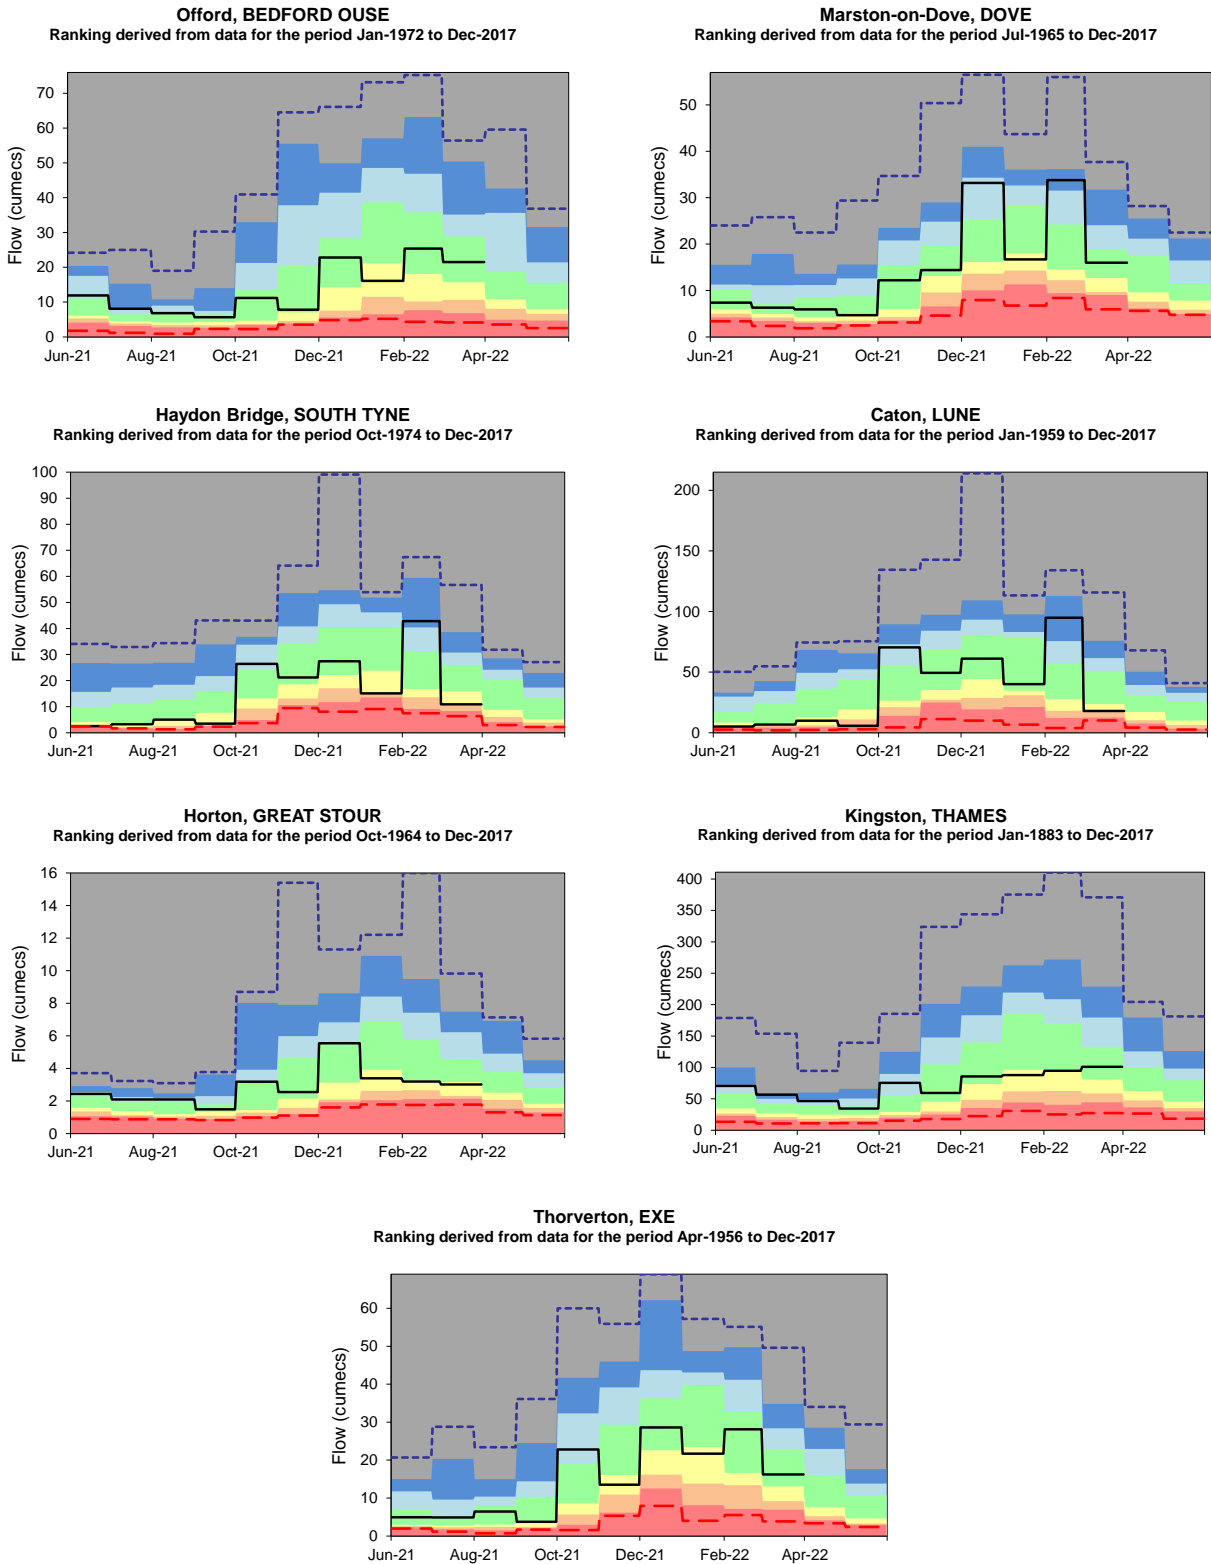 Offord, BEDFORD OUSE
Ranking derived from data for the period Jan-1972 to Dec-2017
Flow (cumecs)
70
60
50
40
30
20
10
0
Jun-21 Aug-21 Oct-21 Dec-21 Feb-22 Apr-22
Marston-on-Dove, DOVE
Ranking derived from data for the period Jul-1965 to Dec-2017
Flow (cumecs)
50
40
30
20
10
0
Jun-21 Aug-21 Oct-21 Dec-21 Feb-22 Apr-22
Haydon Bridge, SOUTH TYNE
Ranking derived from data for the period Oct-1974 to Dec-2017
Flow (cumecs)
100
90
80
70
60
50
40
30
20
10
0
Jun-21 Aug-21 Oct-21 Dec-21 Feb-22 Apr-22
Caton, LUNE
Ranking derived from data for the period Jan-1959 to Dec-2017
Flow (cumecs)
200
150
100
50
0
Jun-21 Aug-21 Oct-21 Dec-21 Feb-22 Apr-22
Horton, GREAT STOUR
Ranking derived from data for the period Oct-1964 to Dec-2017
Flow (cumecs)
16
14
12
10
8
6
4
2
0
Jun-21 Aug-21 Oct-21 Dec-21 Feb-22 Apr-22
Kingston, THAMES
Ranking derived from data for the period Jan-1883 to Dec-2017
Flow (cumecs)
400
350
300
250
200
150
100
50
0
Jun-21 Aug-21 Oct-21 Dec-21 Feb-22 Apr-22
Thorverton, EXE
Ranking derived from data for the period Apr-1956 to Dec-2017
Flow (cumecs)
60
50
40
30
20
10
0
Jun-21 Aug-21 Oct-21 Dec-21 Feb-22 Apr-22